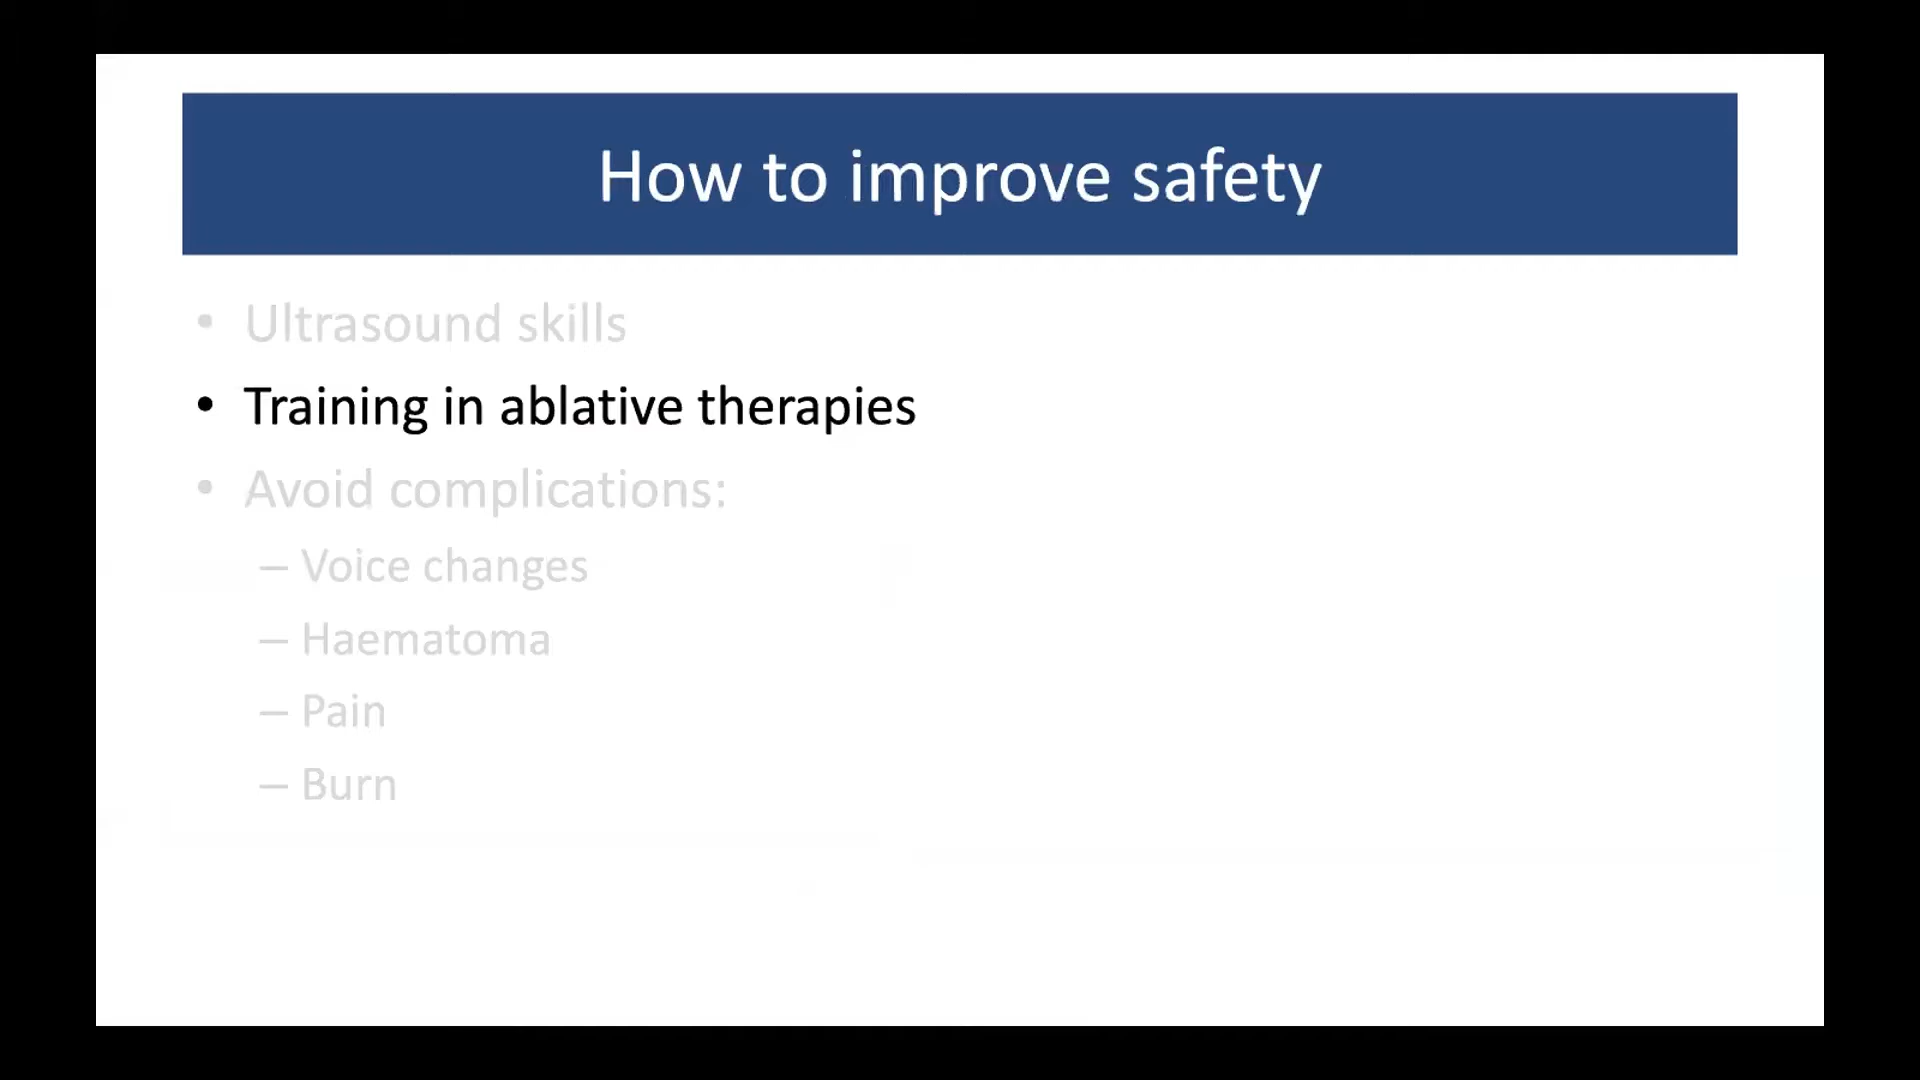 How to improve safety
• Ultrasound skills
• Training in ablative therapies
• Avoid complications:
– Voice changes
– Haematoma
– Pain
– Burn